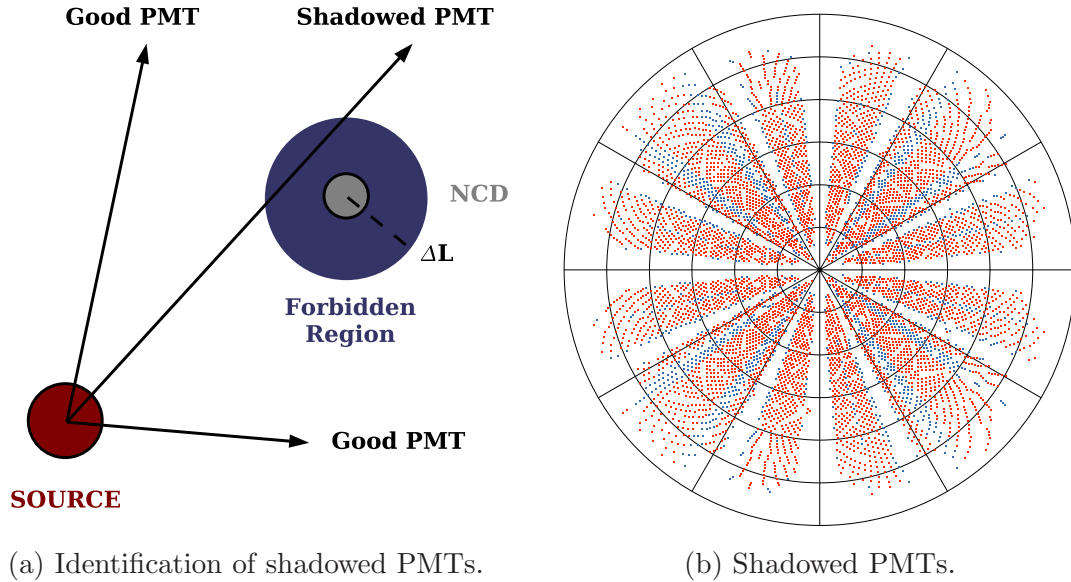 Good PMT
Shadowed PMT
NCD
ΔL
Forbidden
Region
Good PMT
SOURCE
(a) Identification of shadowed PMTs.
(b) Shadowed PMTs.